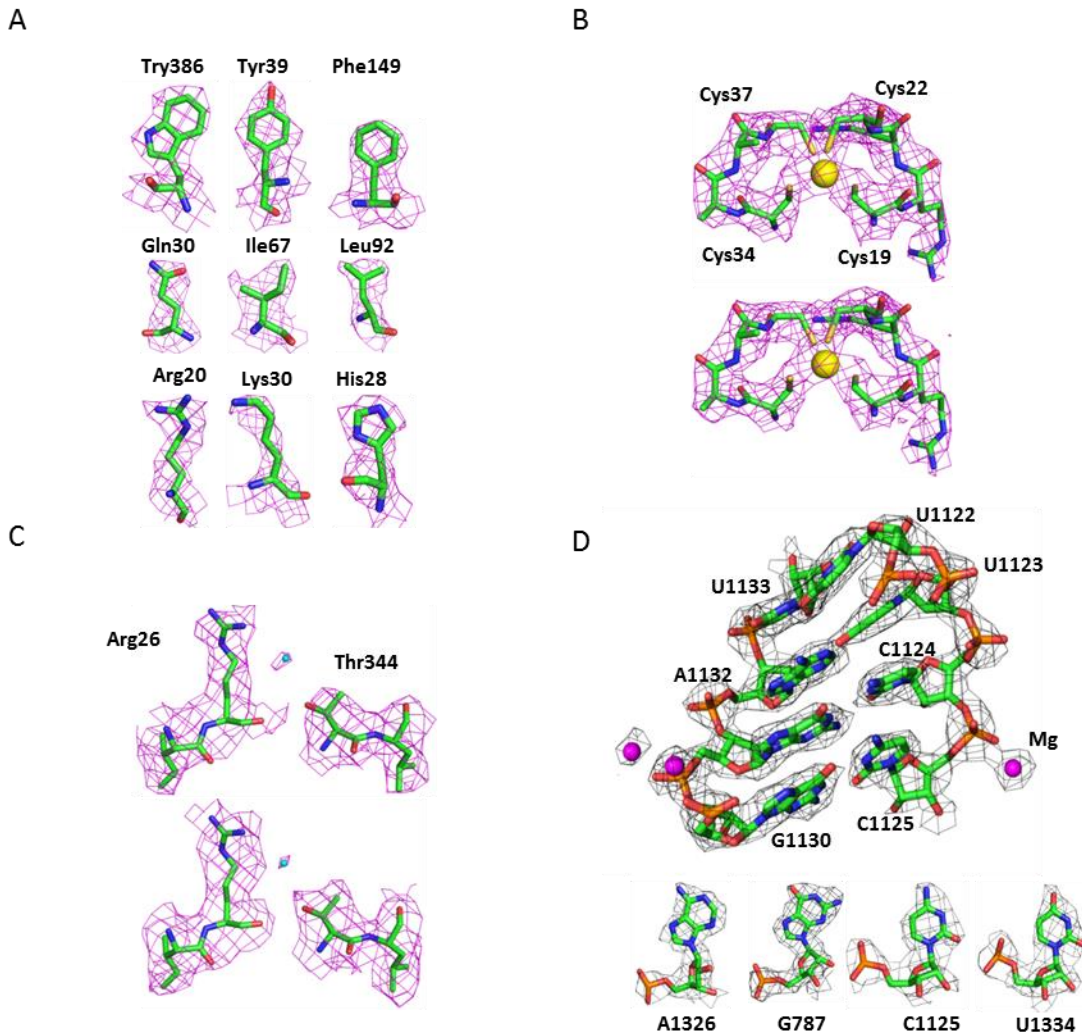 A
Try386 Tyr39 Phe149
Gln30 Ile67 Leu92
Arg20 Lys30 His28
B
Cys37 Cys22
Cys34 Cys19
C
Arg26
Thr344
D
U1122
U1133 U1123
A1132 C1124
Mg
G1130 C1125
A1326 G787 C1125 U1334